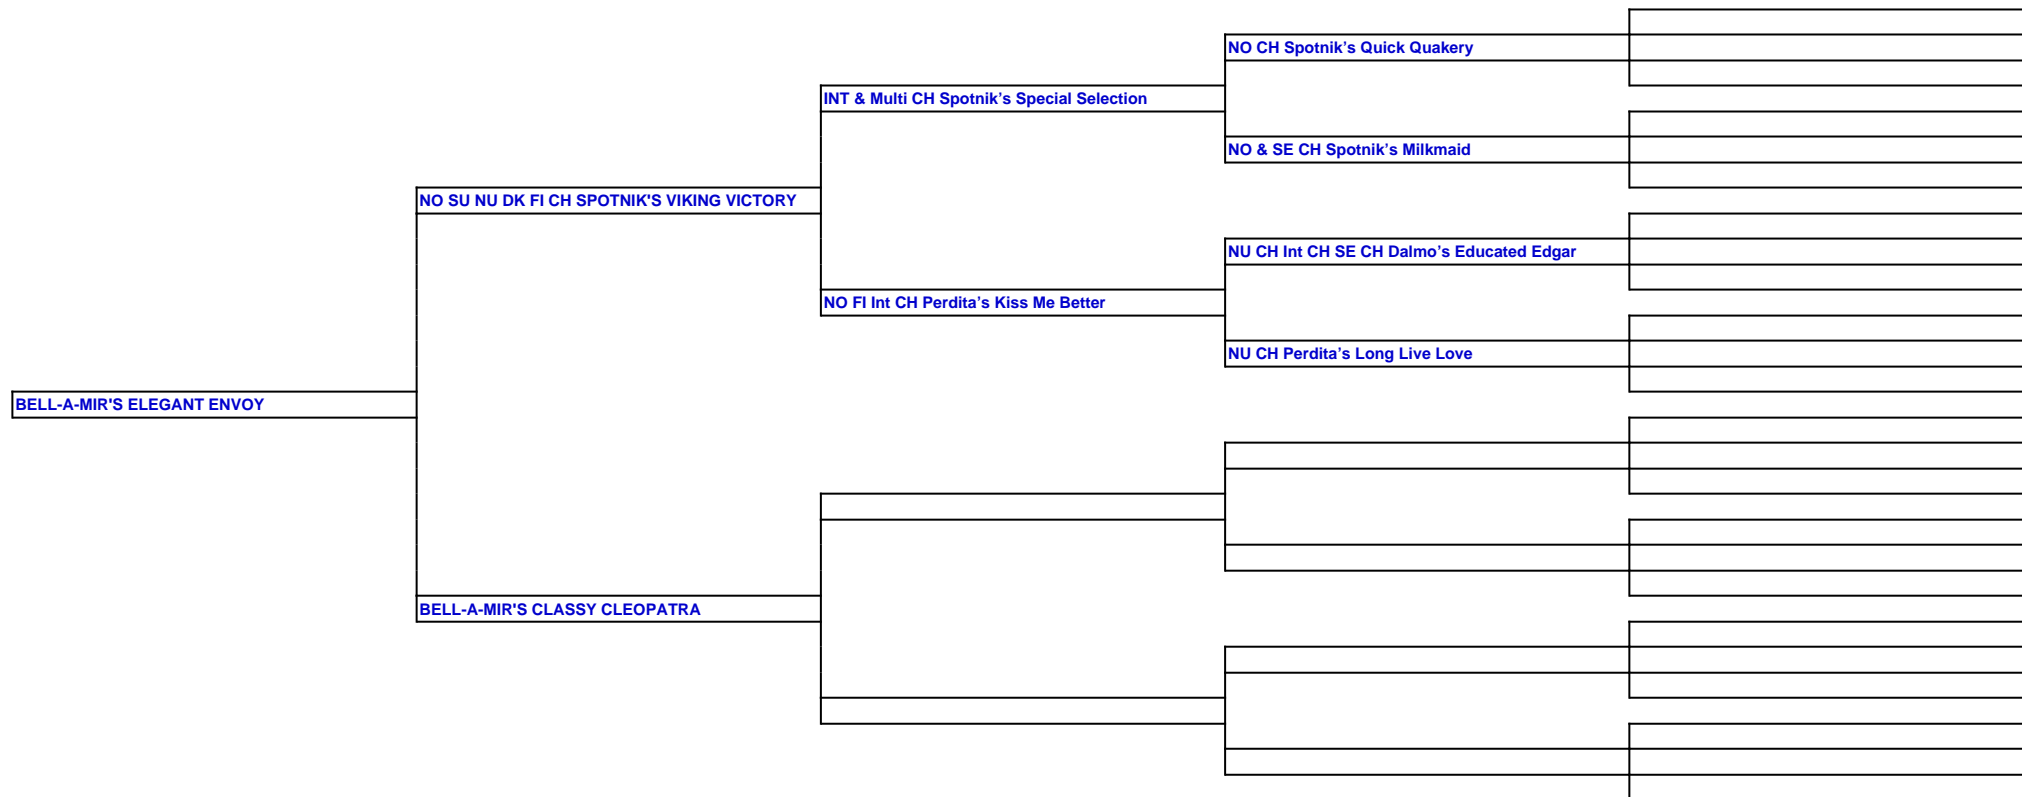 NO CH Spotnik’s Quick Quakery
INT & Multi CH Spotnik’s Special Selection
NO & SE CH Spotnik’s Milkmaid
NO SU NU DK FI CH SPOTNIK'S VIKING VICTORY
NU CH Int CH SE CH Dalmo’s Educated Edgar
NO FI Int CH Perdita’s Kiss Me Better
NU CH Perdita’s Long Live Love
BELL-A-MIR'S ELEGANT ENVOY
BELL-A-MIR'S CLASSY CLEOPATRA